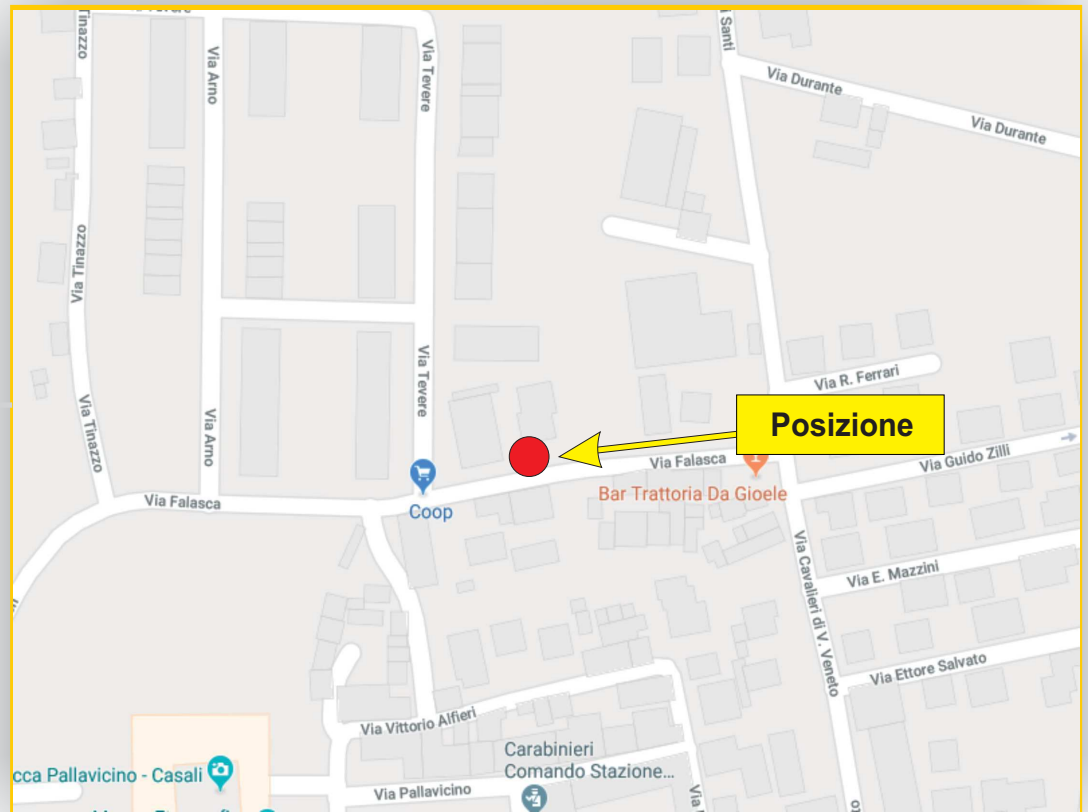 Tinazzo
Via Arno
Via Tevere
i Santi
Via Durante
Via Durante
Via Tinazzo
Via Tevere
Via R. Ferrari
Via Tinazzo
Via Arno
Posizione
Via Falasca
Via Guido Zilli
Via Falasca
Coop
Bar Trattoria Da Gioele
Via Cavalieri di V. Veneto
Via E. Mazzini
Via Ettore Salvato
Via Vittorio Alfieri
Carabinieri
Comando Stazione...
cca Pallavicino - Casali
Via Pallavicino